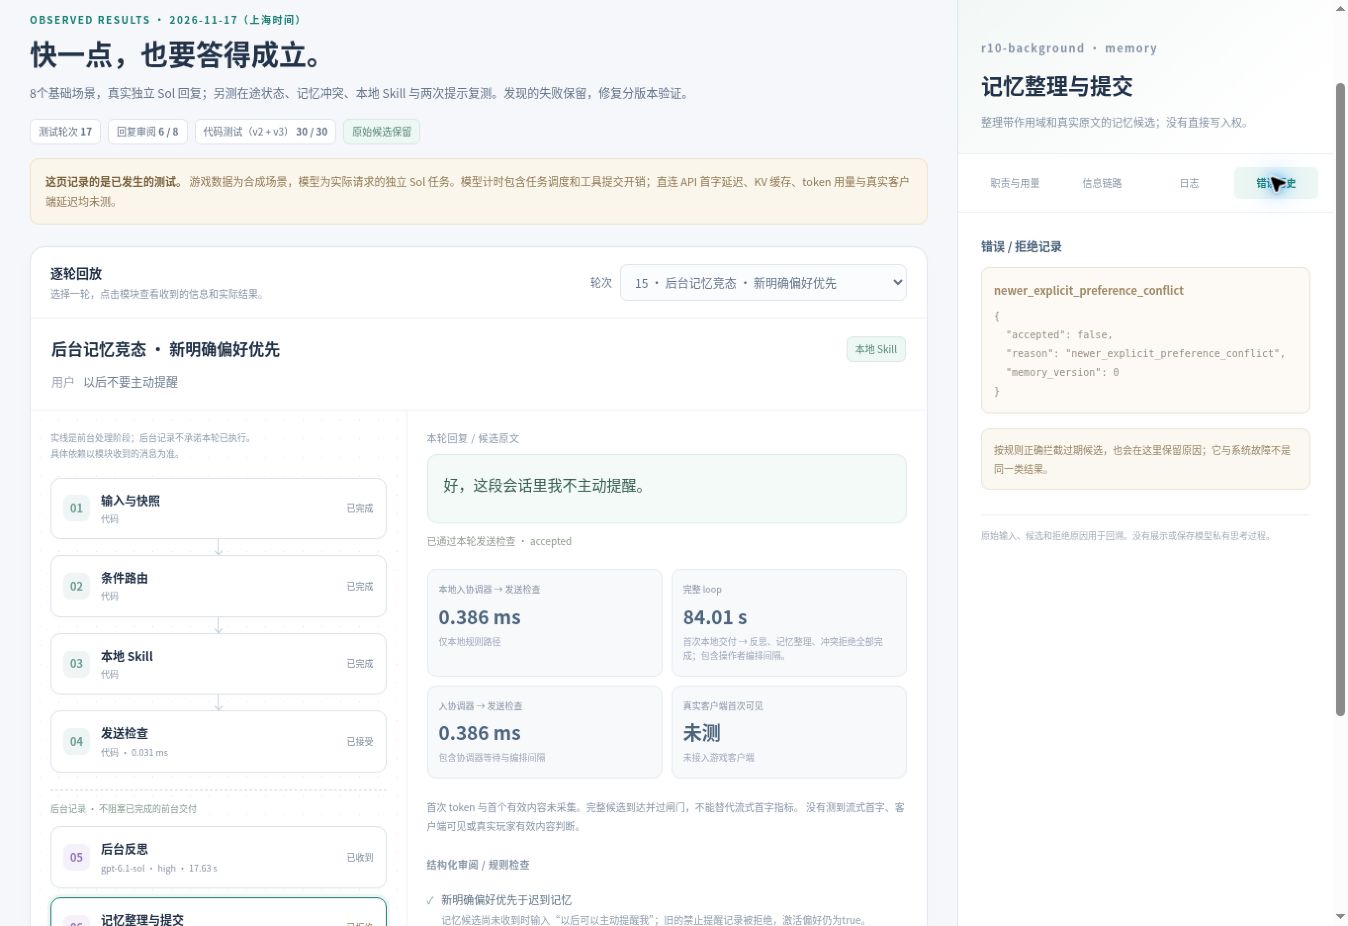 OBSERVED RESULTS · 2026-11-17（上海时间）
快一点，也要答得成立。
8个基础场景，真实独立 Sol 回复；另测在途状态、记忆冲突、本地 Skill 与两次提示复测。发现的失败保留，修复分版本验证。
测试轮次 17
回复审阅 6 / 8
代码测试（v2 + v3） 30 / 30
原始候选保留
这页记录的是已发生的测试。 游戏数据为合成场景，模型为实际请求的独立 Sol 任务。模型计时包含任务调度和工具提交开销；直连 API 首字延迟、KV 缓存、token 用量与真实客户
端延迟均未测。
逐轮回放
选择一轮，点击模块查看收到的信息和实际结果。
轮次
15 · 后台记忆竞态 · 新明确偏好优先
后台记忆竞态 · 新明确偏好优先
本地 Skill
用户 以后不要主动提醒
实线是前台处理阶段；后台记录不承诺本轮已执行。
具体依赖以模块收到的消息为准。
01
输入与快照
代码
已完成
02
条件路由
代码
已完成
03
本地 Skill
代码
已完成
04
发送检查
代码 · 0.031 ms
已接受
后台记录 · 不阻塞已完成的前台交付
05
后台反思
gpt-6.1-sol · high · 17.63 s
已收到
记忆整理与提交
本轮回复 / 候选原文
好，这段会话里我不主动提醒。
已通过本轮发送检查 · accepted
本地入协调器 → 发送检查
0.386 ms
仅本地规则路径
完整 loop
84.01 s
首次本地交付 → 反思、记忆整理、冲突拒绝全部完
成；包含操作者编排间隔。
入协调器 → 发送检查
0.386 ms
包含协调器等待与编排间隔
真实客户端首次可见
未测
未接入游戏客户端
首次 token 与首个有效内容未采集。完整候选到达并过闸门，不能替代流式首字指标。 没有测到流式首字、客
户端可见或真实玩家有效内容判断。
结构化审阅 / 规则检查
✓ 新明确偏好优先于迟到记忆
记忆候选尚未收到时输入“以后可以主动提醒我”；旧的禁止提醒记录被拒绝，激活偏好仍为true。
r10-background · memory
记忆整理与提交
整理带作用域和真实原文的记忆候选；没有直接写入权。
职责与用量
信息链路
日志
错误 / 拒绝记录
newer_explicit_preference_conflict
{
"accepted": false,
"reason": "newer_explicit_preference_conflict",
"memory_version": 0
}
按规则正确拦截过期候选，也会在这里保留原因；它与系统故障不是
同一类结果。
原始输入、候选和拒绝原因用于回溯。没有展示或保存模型私有思考过程。